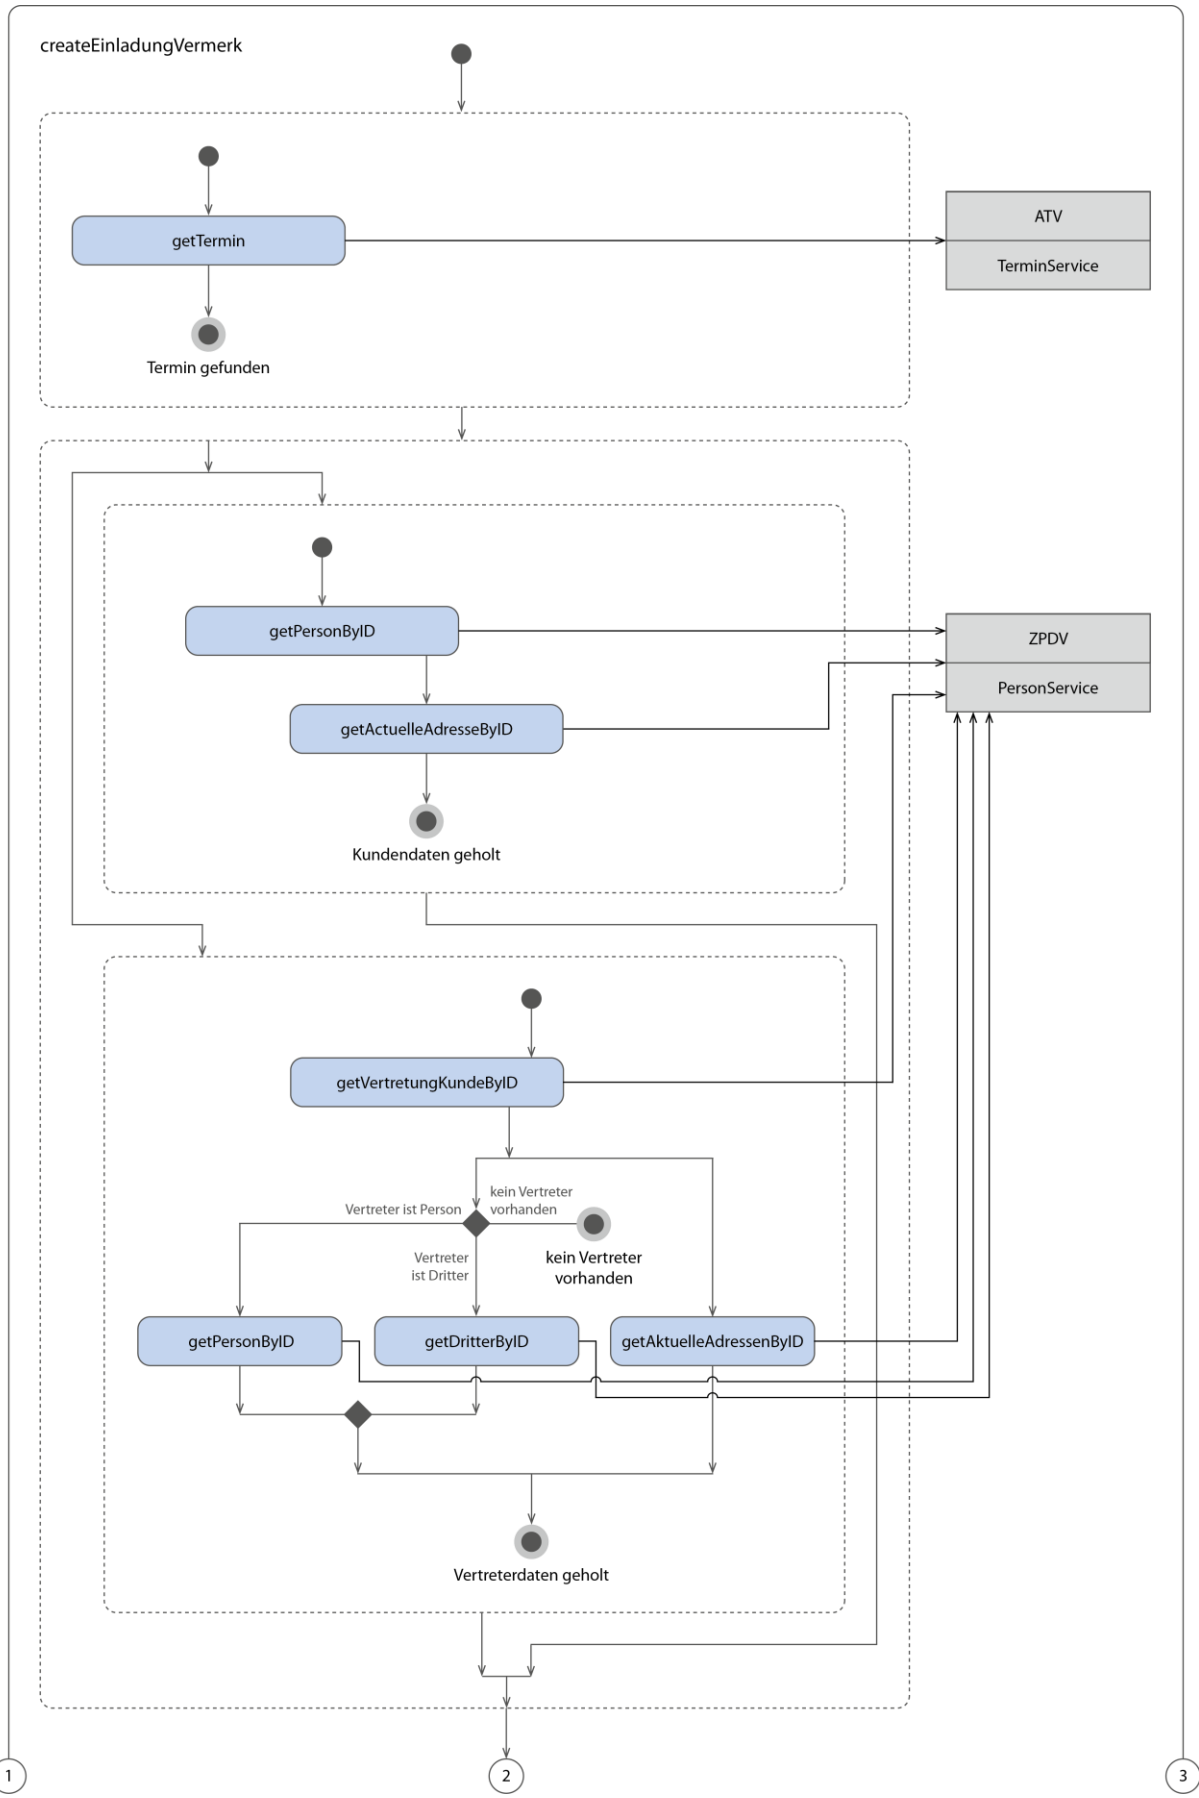 createEinladungVermerk
getTermin
ATV
TerminService
Termin gefunden
getPersonByID
ZPDV
PersonService
getActuelleAdresseByID
Kundendaten geholt
getVertretungKundeByID
kein Vertreter
vorhanden
Vertreter ist Person
Vertreter
ist Dritter
kein Vertreter
vorhanden
getPersonByID
getDritterByID
getAktuelleAdressenByID
Vertreterdaten geholt
1
2
3